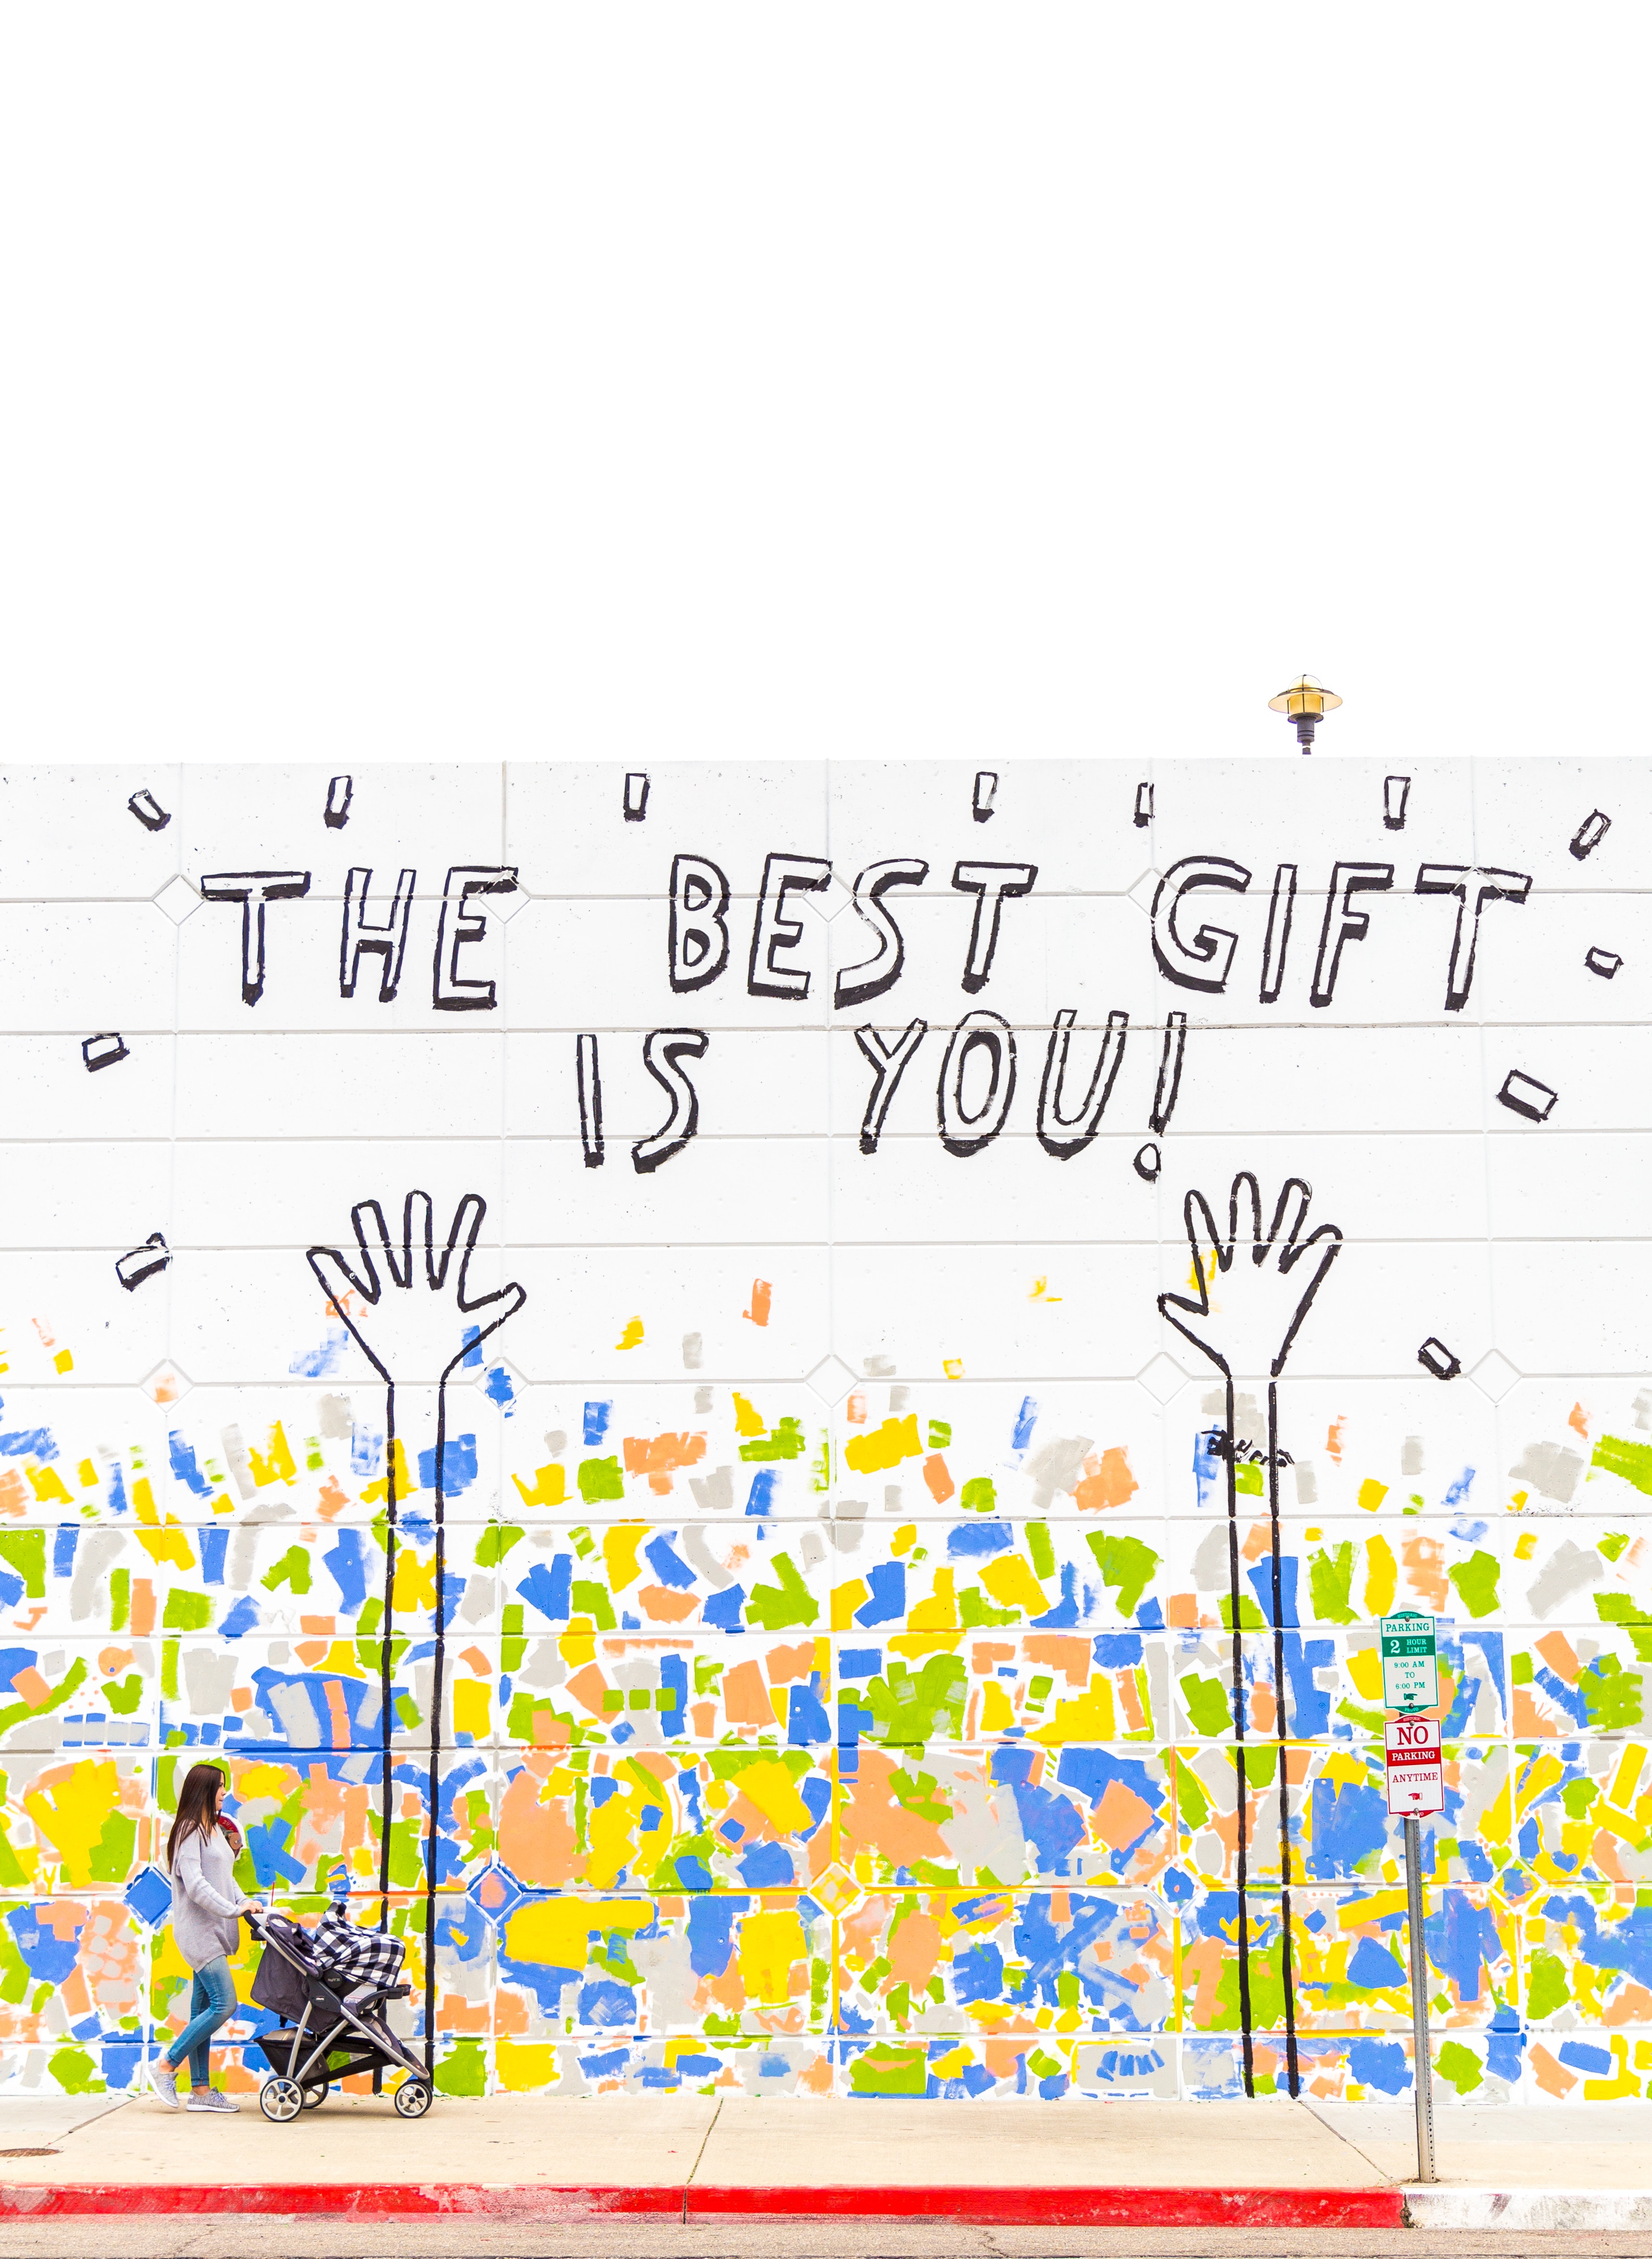 THE BEST GIFT
IS YOU!
PARKING
2 HOUR
LIMIT
9:00 AM
TO
6:00 PM
NO
PARKING
ANYTIME